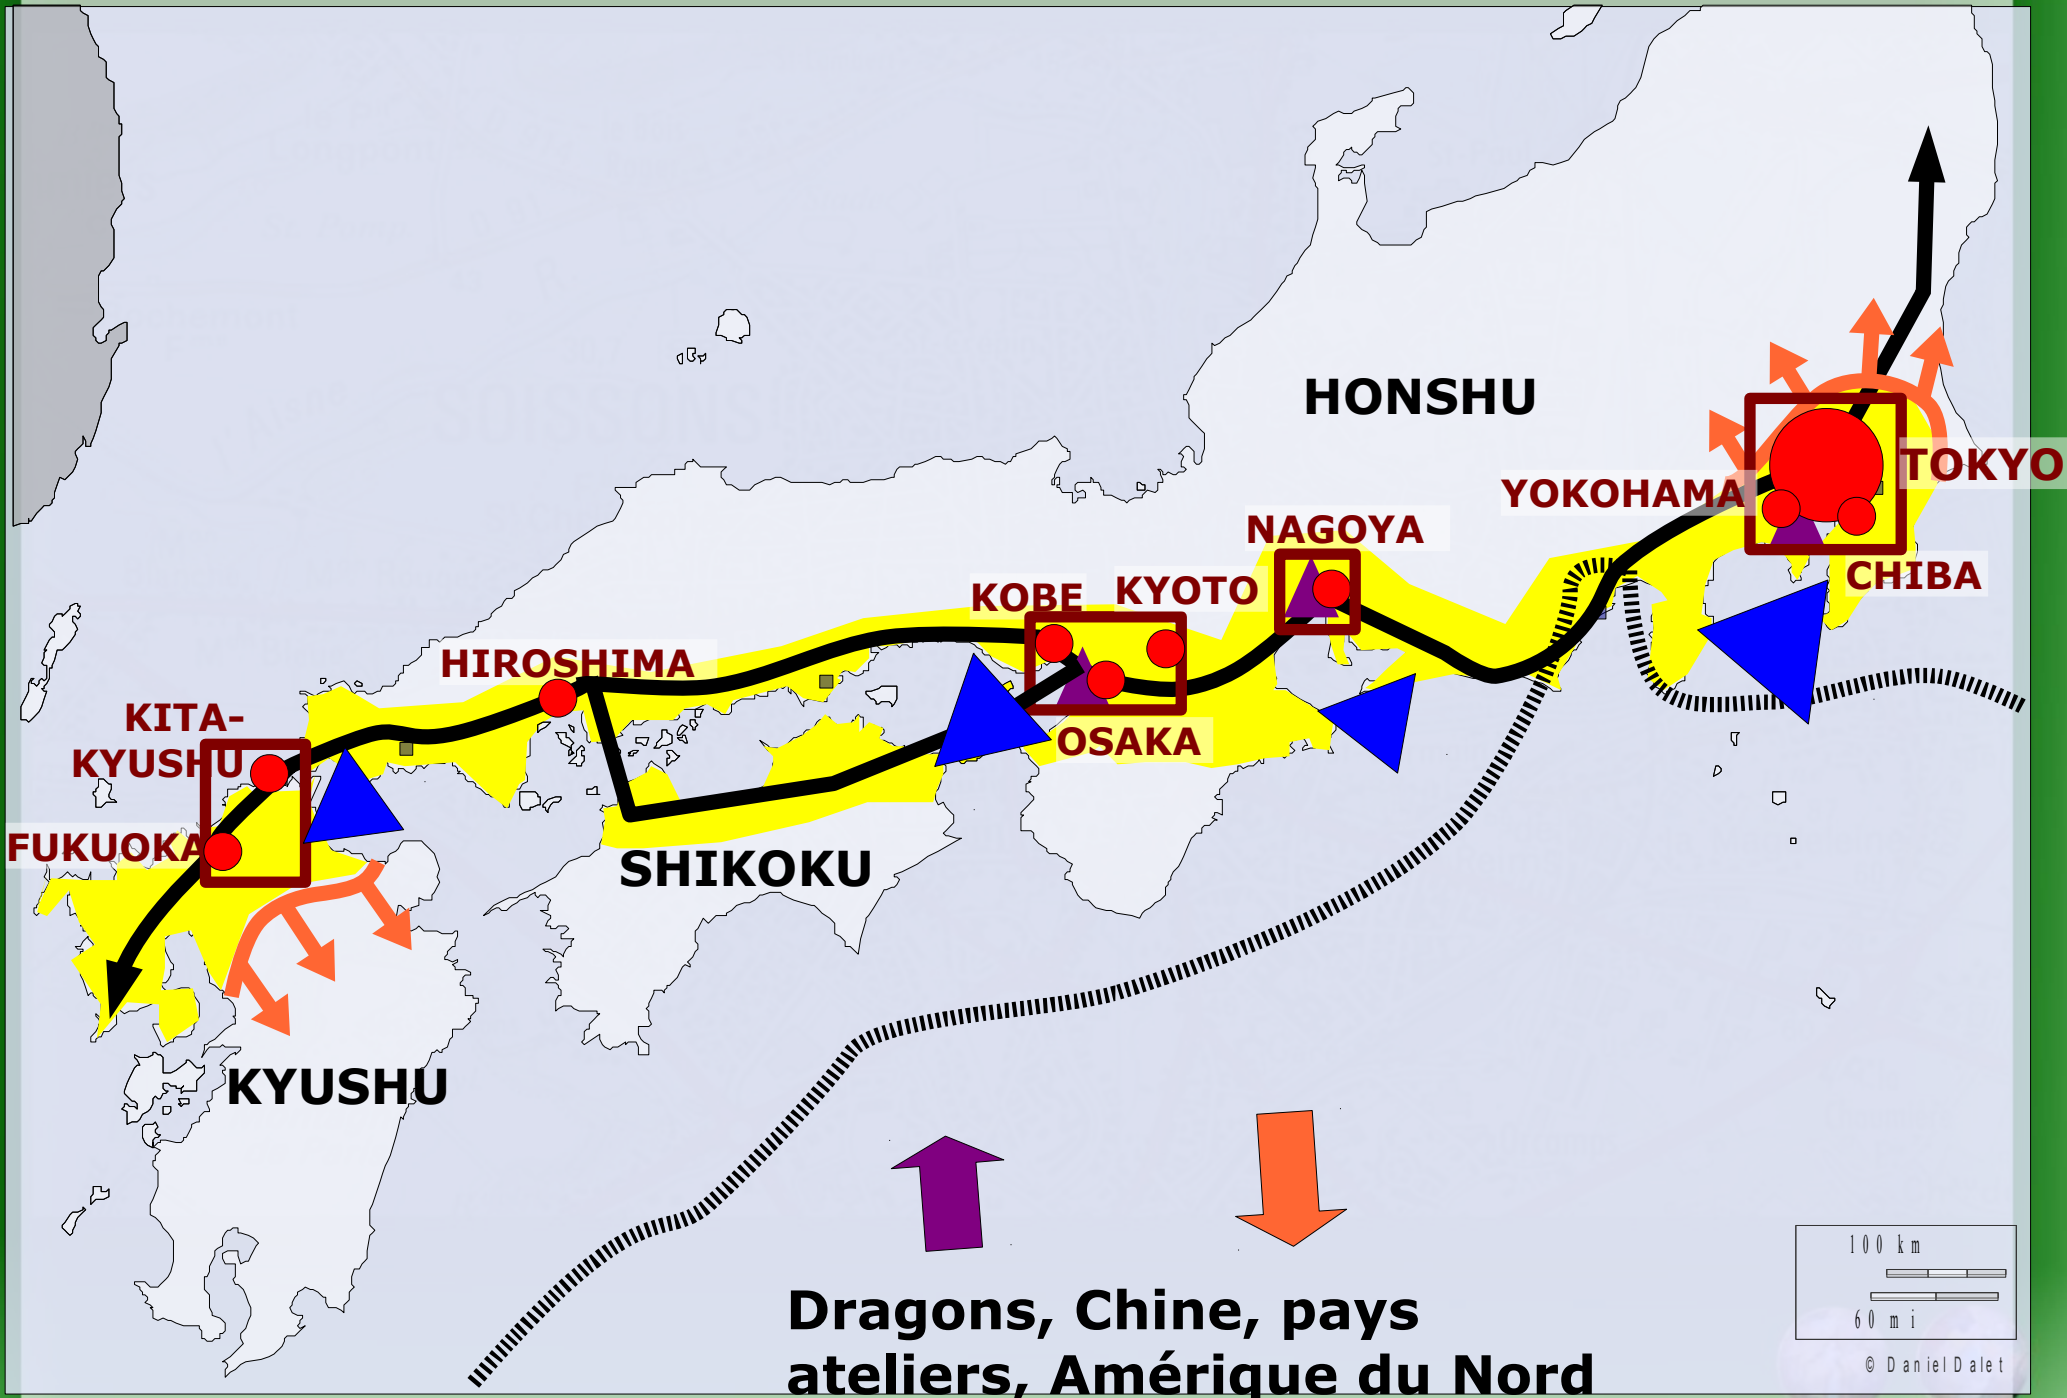 HONSHU
TOKYO
YOKOHAMA
NAGOYA
CHIBA
KOBE
KYOTO
HIROSHIMA
KITA-
KYUSHU
OSAKA
FUKUOKA
SHIKOKU
KYUSHU
100 km
60 mi
Dragons, Chine, pays
ateliers, Amérique du Nord
© Daniel Dalet